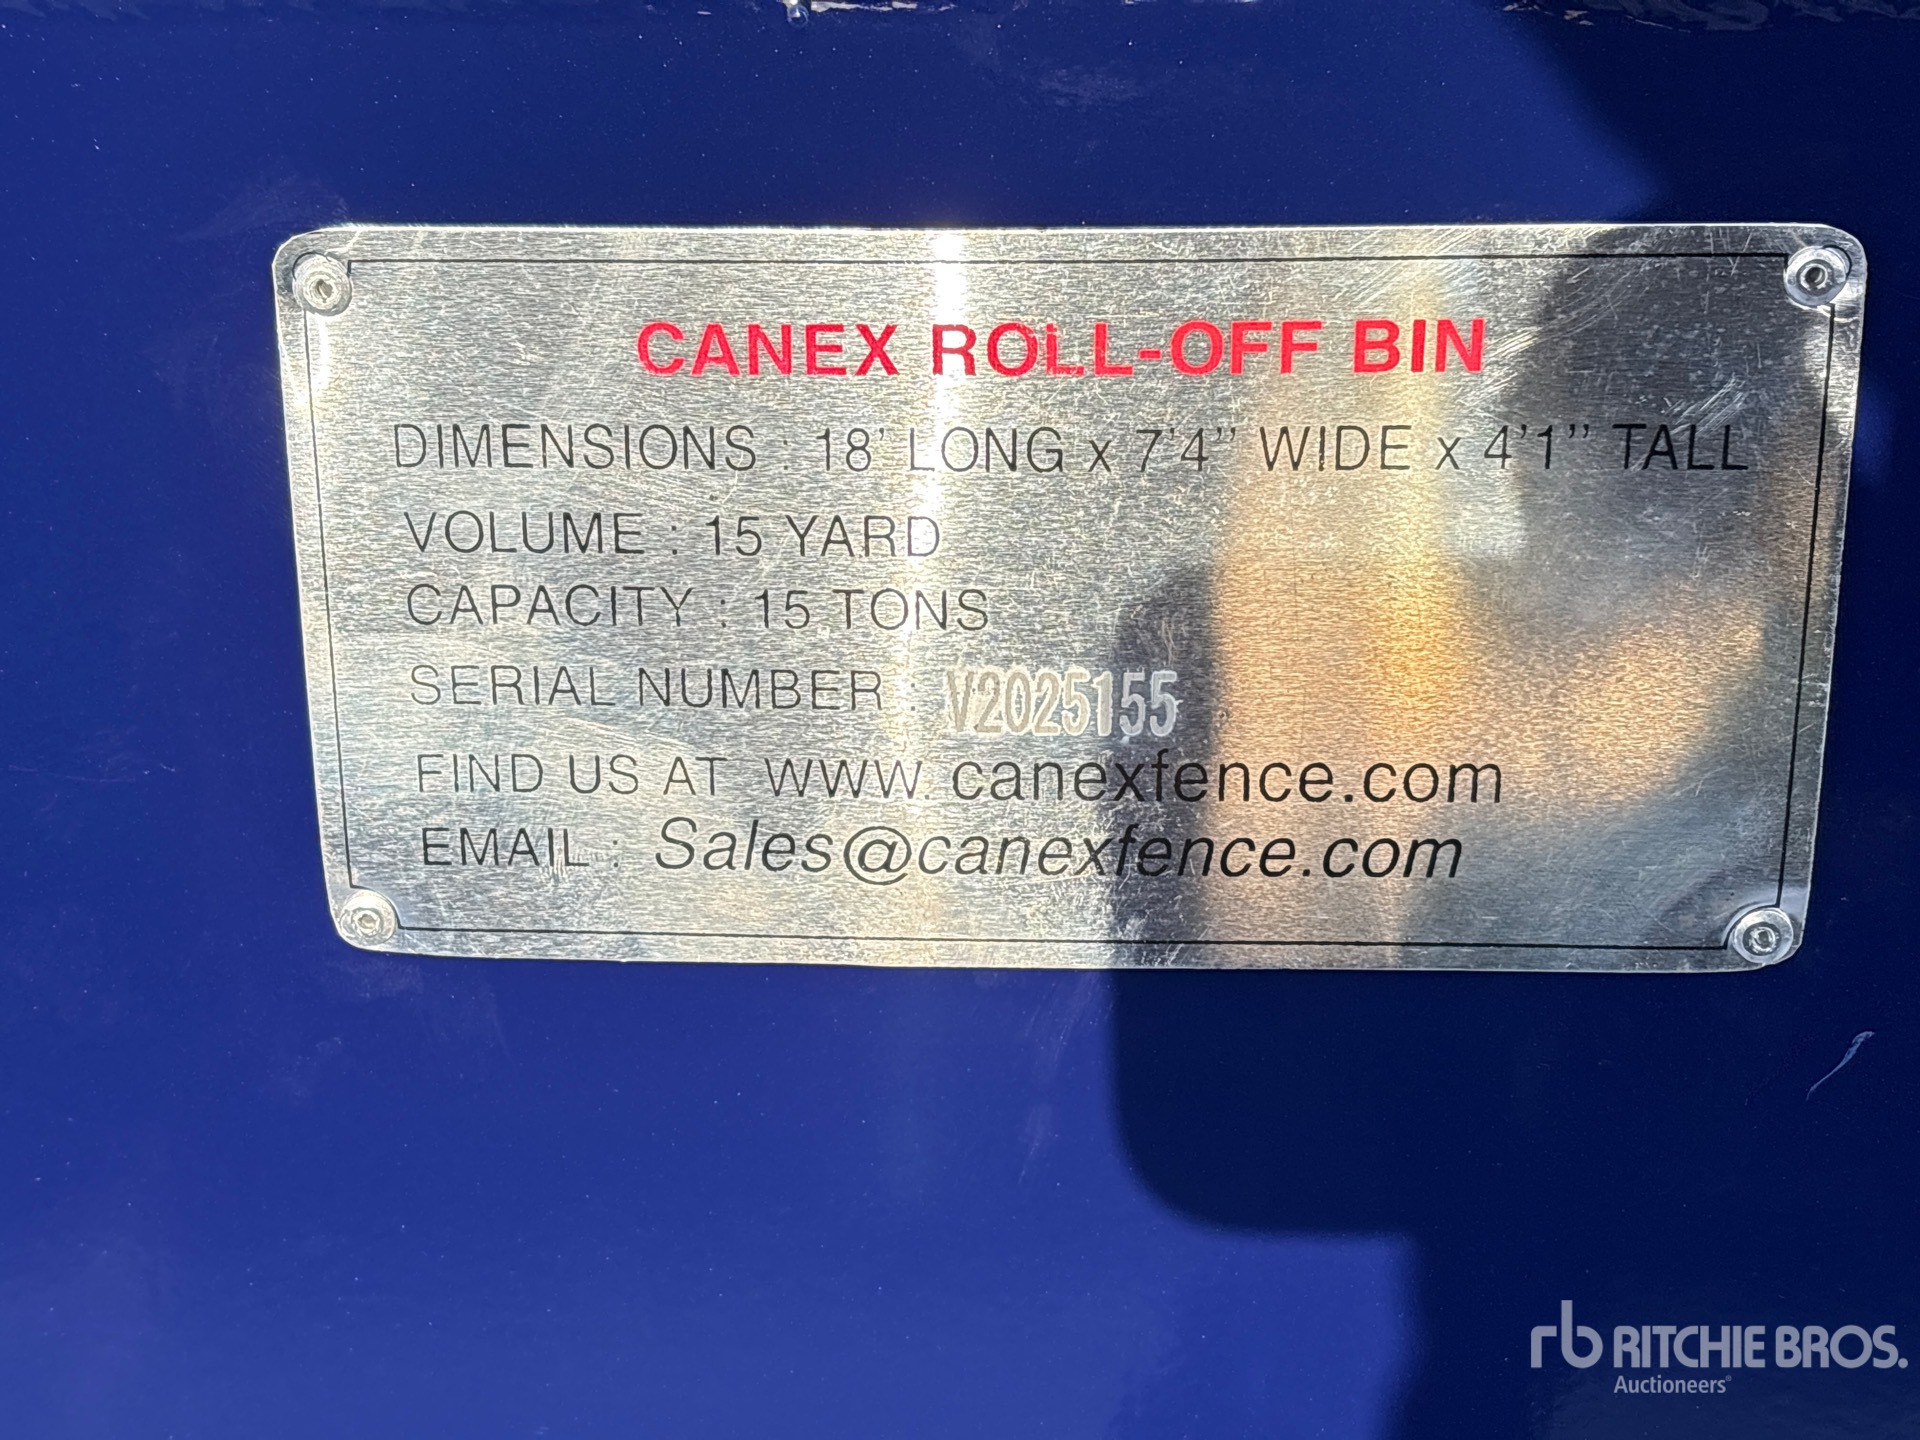 CANEX ROLL-OFF BIN
DIMENSIONS : 18' LONG x 7'4'' WIDE x 4'1'' TALL
VOLUME : 15 YARD
CAPACITY : 15 TONS
SERIAL NUMBER : V2025155
FIND US AT WWW. canexfence.com
EMAIL : Sales@canexfence.com
rb RITCHIE BROS.
Auctioneers